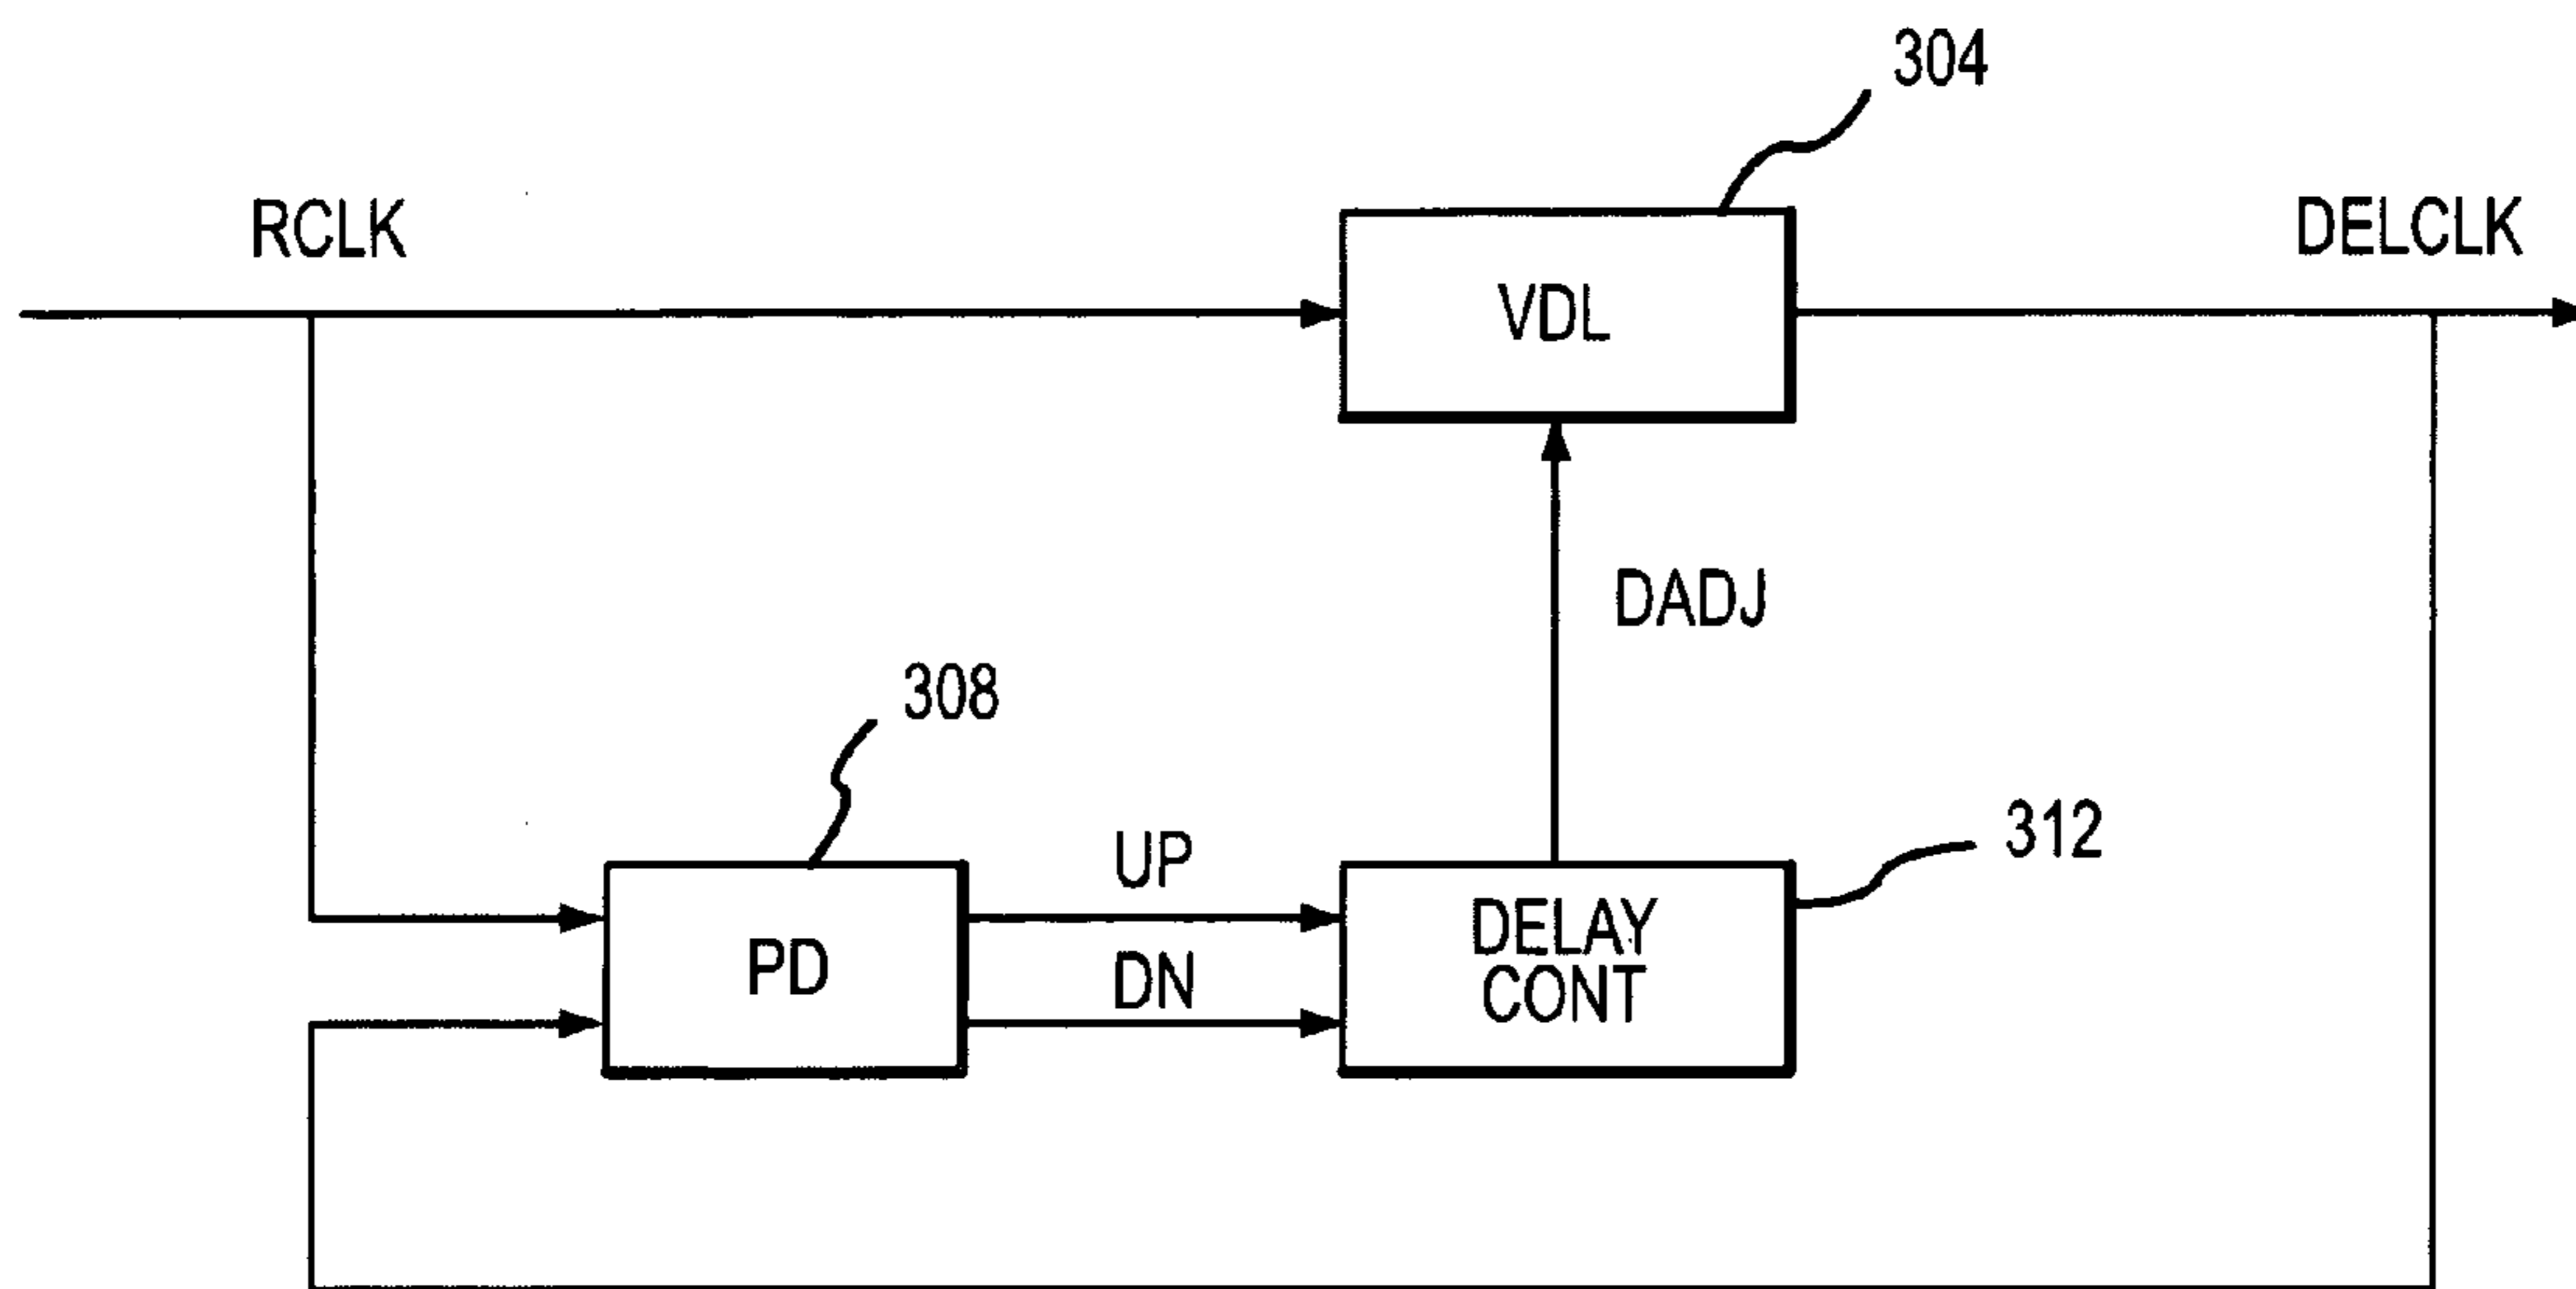 304
RCLK
DELCLK
VDL
DADJ
308
312
UP
DN
PD
DELAY
CONT